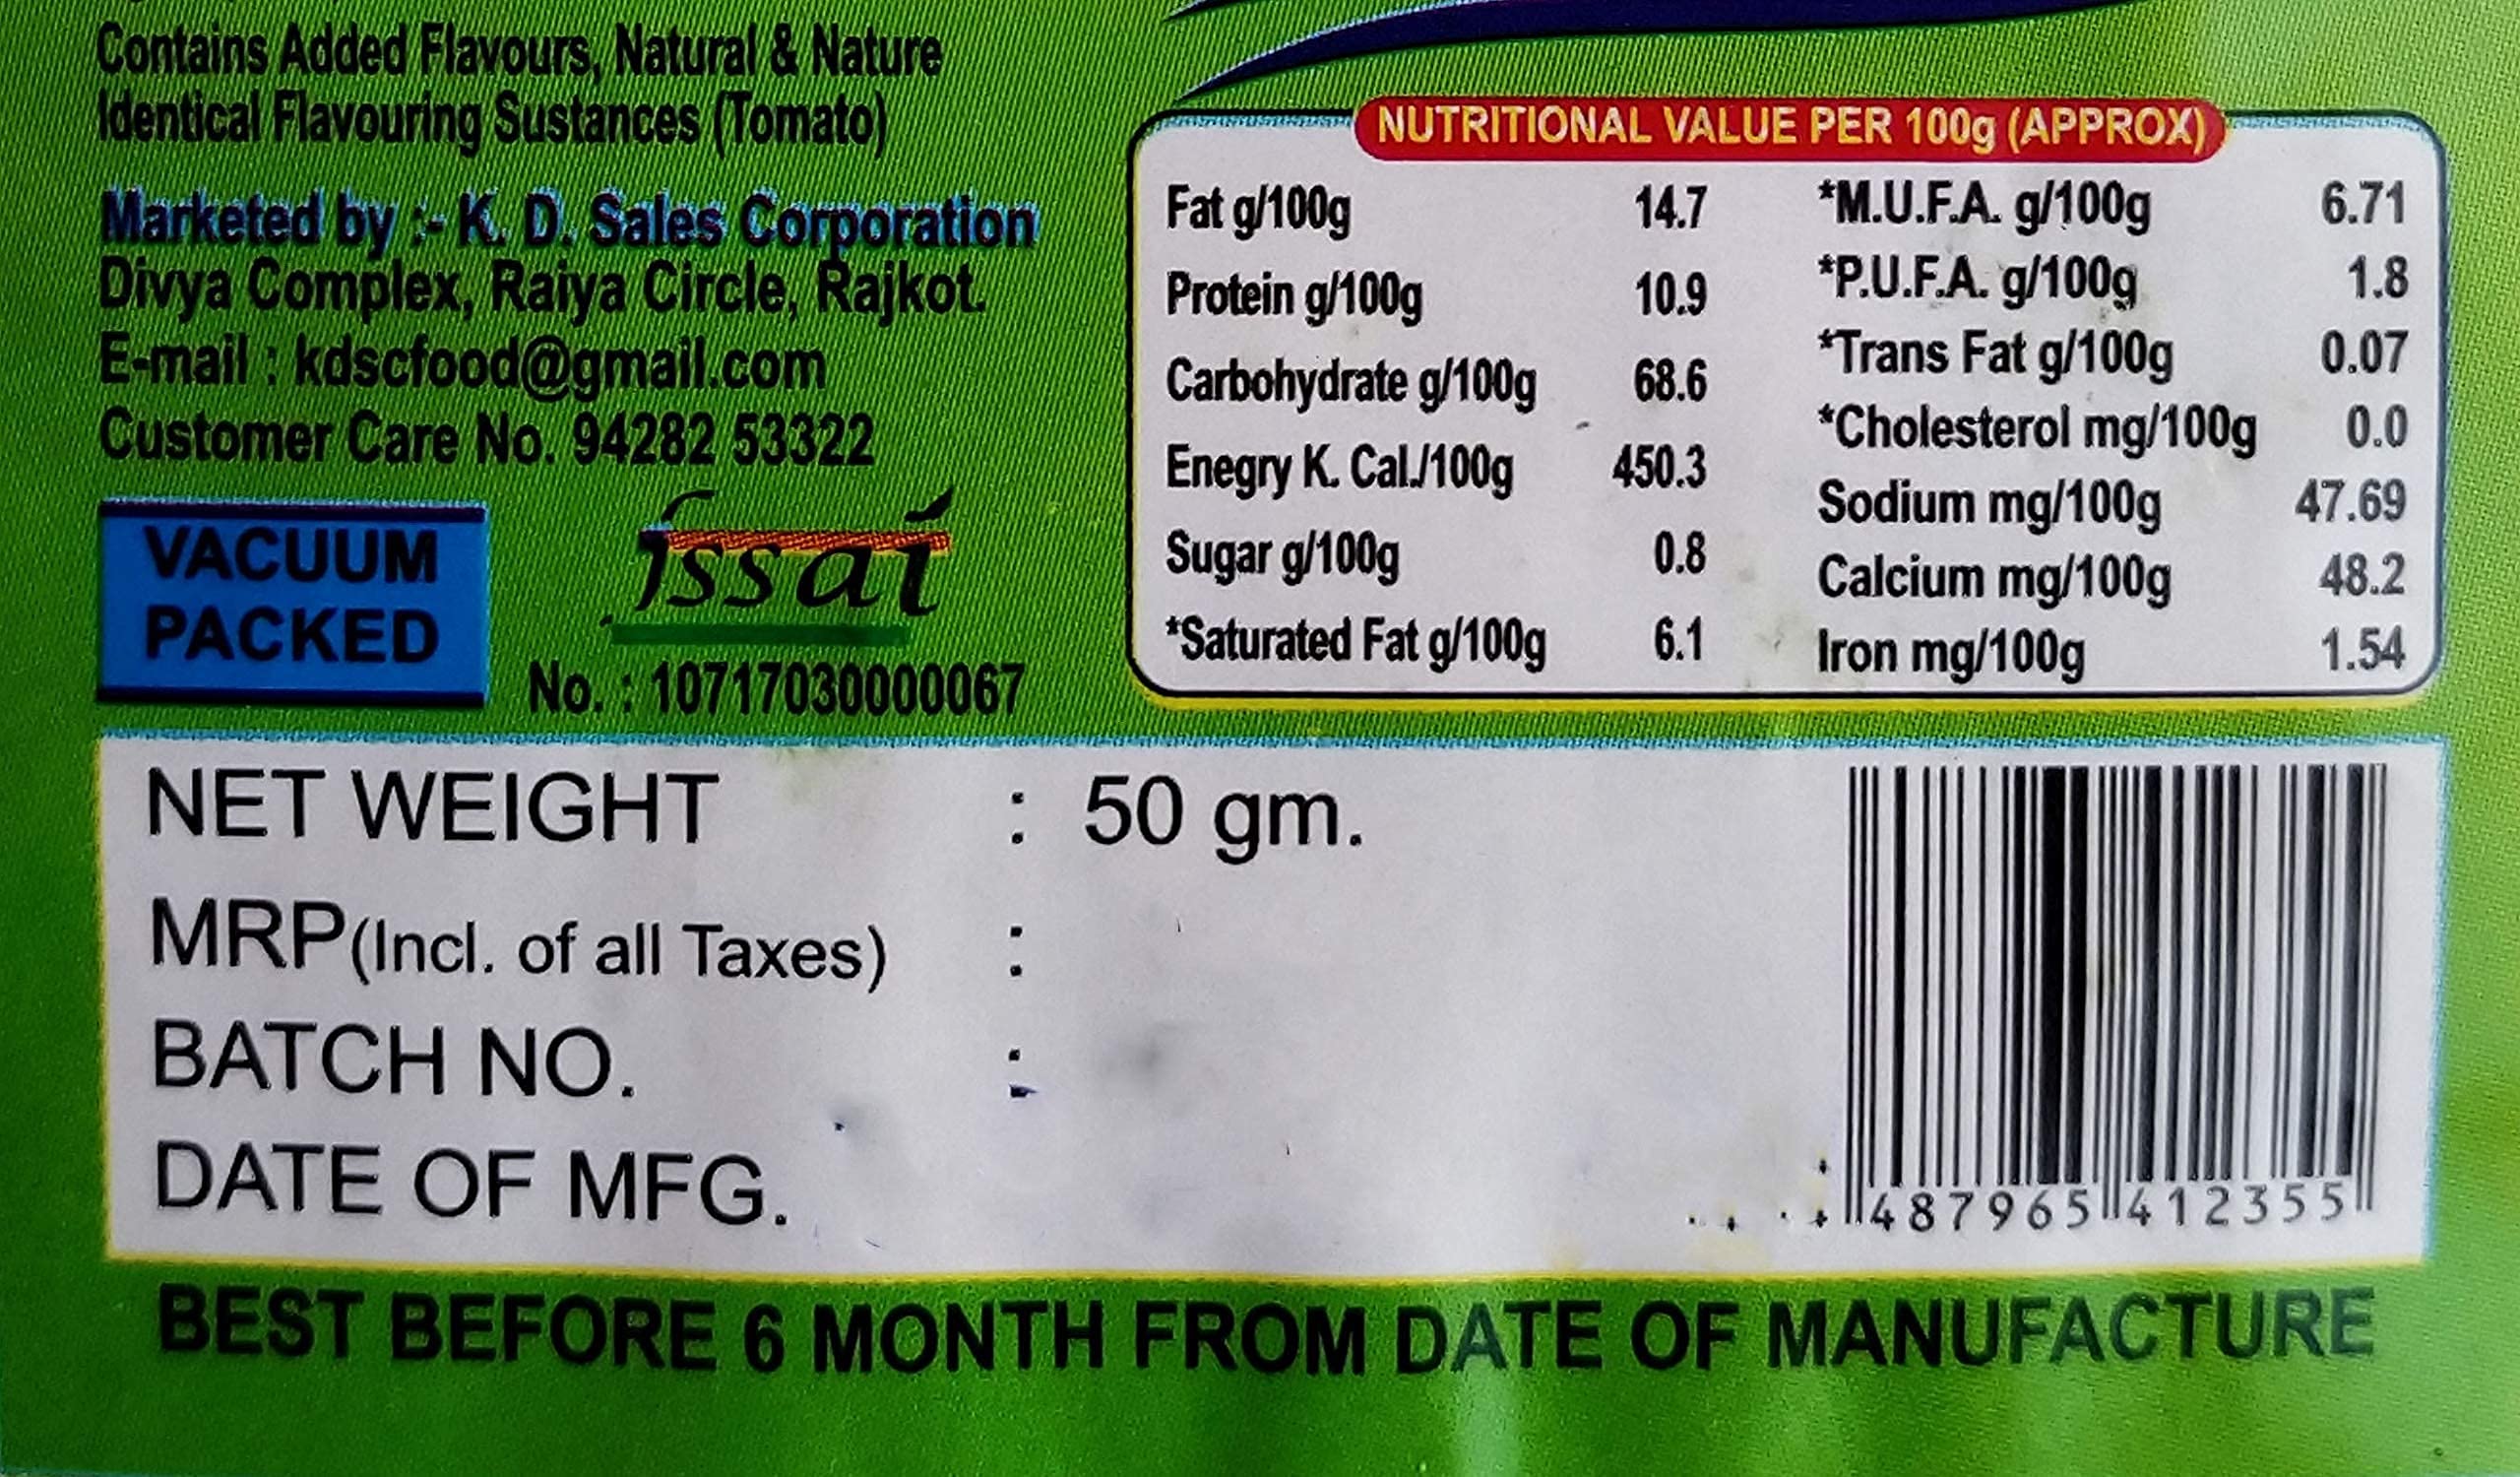 Contains Added Flavours, Natural & Nature
Identical Flavouring Sustances (Tomato)
Marketed by :- K. D. Sales Corporation
Divya Complex, Raiya Circle, Rajkot.
E-mail : kdscfood@gmail.com
Customer Care No. 94282 53322
VACUUM
PACKED
fssai
No. : 10717030000067
NUTRITIONAL VALUE PER 100g (APPROX)
Fat g/100g 14.7
Protein g/100g 10.9
Carbohydrate g/100g 68.6
Enegry K. Cal./100g 450.3
Sugar g/100g 0.8
*Saturated Fat g/100g 6.1
*M.U.F.A. g/100g 6.71
*P.U.F.A. g/100g 1.8
*Trans Fat g/100g 0.07
*Cholesterol mg/100g 0.0
Sodium mg/100g 47.69
Calcium mg/100g 48.2
Iron mg/100g 1.54
NET WEIGHT : 50 gm.
MRP(Incl. of all Taxes) :
BATCH NO. :
DATE OF MFG.
487965 412355
BEST BEFORE 6 MONTH FROM DATE OF MANUFACTURE